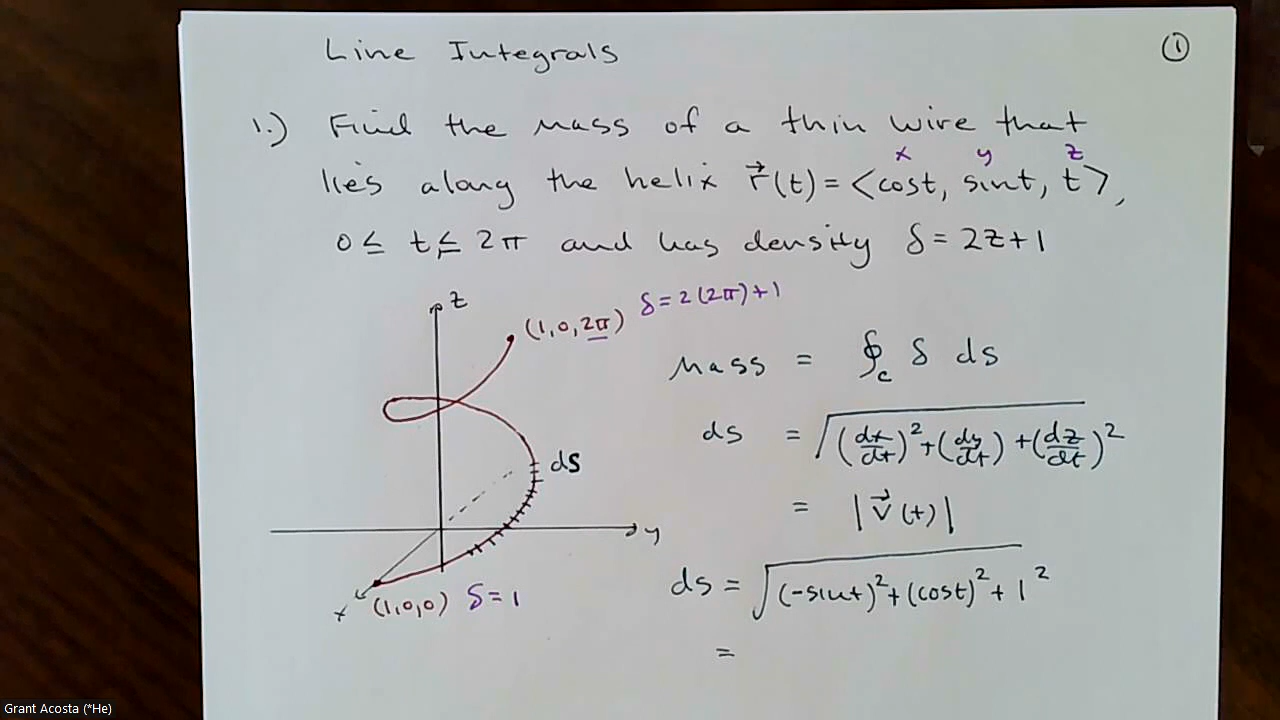 Line Integrals
①
1.) Find the mass of a thin wire that
x y z
lies along the helix r⃗(t) = <cost, sint, t>,
0 ≤ t ≤ 2π and has density δ = 2z+1
z
(1,0,2π) δ = 2(2π)+1
Mass = ∮c δ ds
ds = √((dx/dt)²+(dy/dt)+(dz/dt)²
ds
= |v⃗(t)|
y
ds = √((-sint)²+(cost)²+1²
x (1,0,0) δ = 1
=
Grant Acosta (*He)